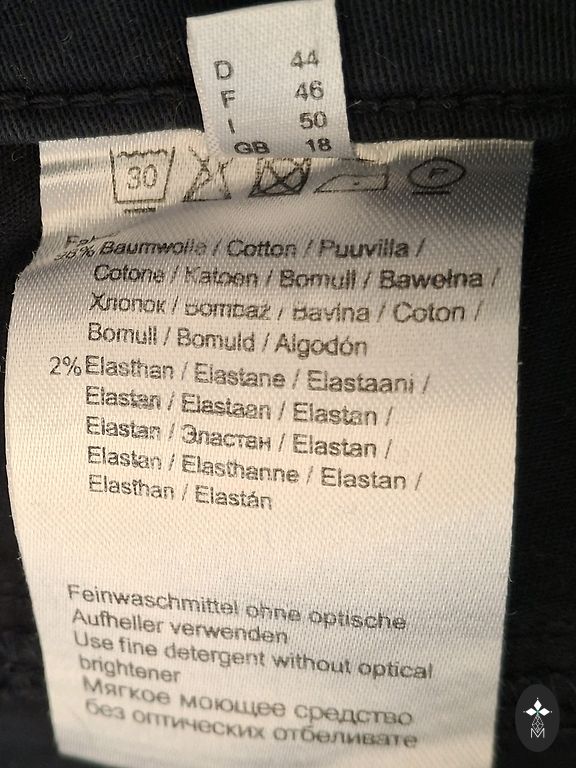 D 44
F 46
I 50
GB 18
30
P
98% Baumwolle / Cotton / Puuvilla /
Cotone / Katoen / Bomull / Bawełna /
Хлопок / Bombaž / Bavlna / Coton /
Bomull / Bomuld / Algodón
2% Elasthan / Elastane / Elastaani /
Elastan / Elastaan / Elastan /
Elastan / Эластан / Elastan /
Elastan / Elasthanne / Elastan /
Elasthan / Elastán
Feinwaschmittel ohne optische
Aufheller verwenden
Use fine detergent without optical
brightener
Мягкое моющее средство
без оптических отбеливате
M